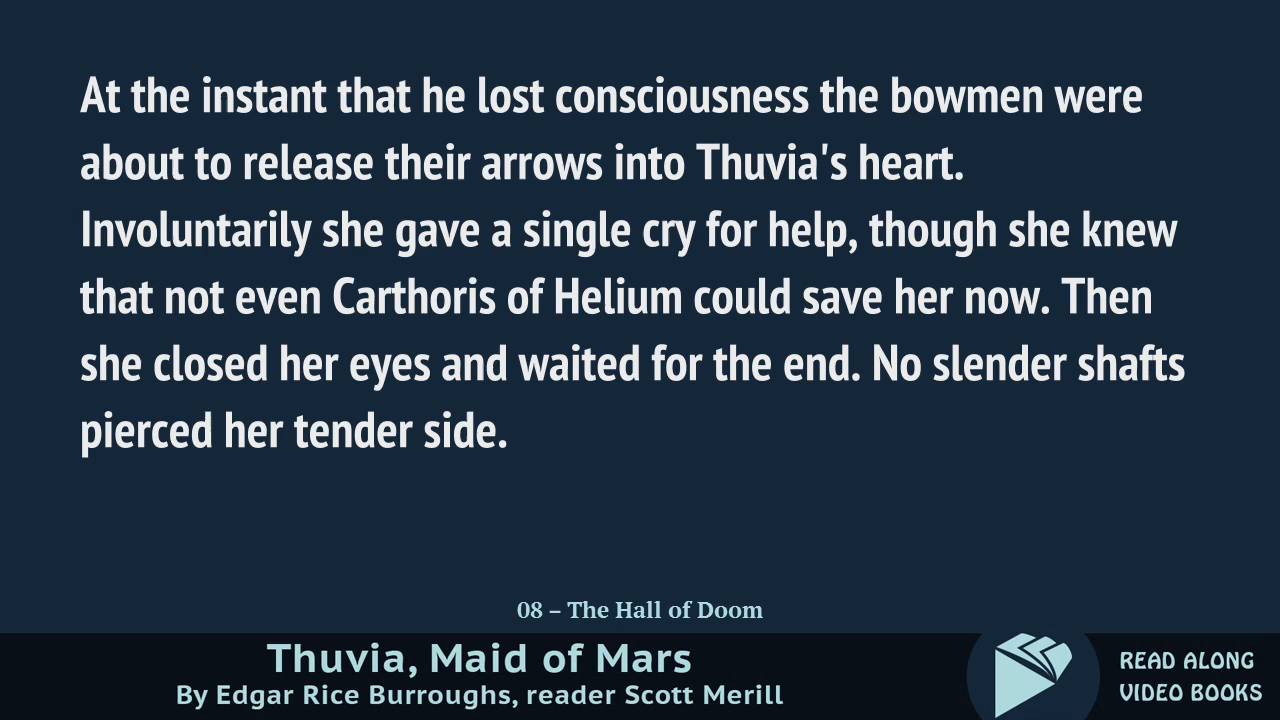 At the instant that he lost consciousness the bowmen were
about to release their arrows into Thuvia's heart.
Involuntarily she gave a single cry for help, though she knew
that not even Carthoris of Helium could save her now. Then
she closed her eyes and waited for the end. No slender shafts
pierced her tender side.
08 – The Hall of Doom
Thuvia, Maid of Mars
By Edgar Rice Burroughs, reader Scott Merill
READ ALONG
VIDEO BOOKS